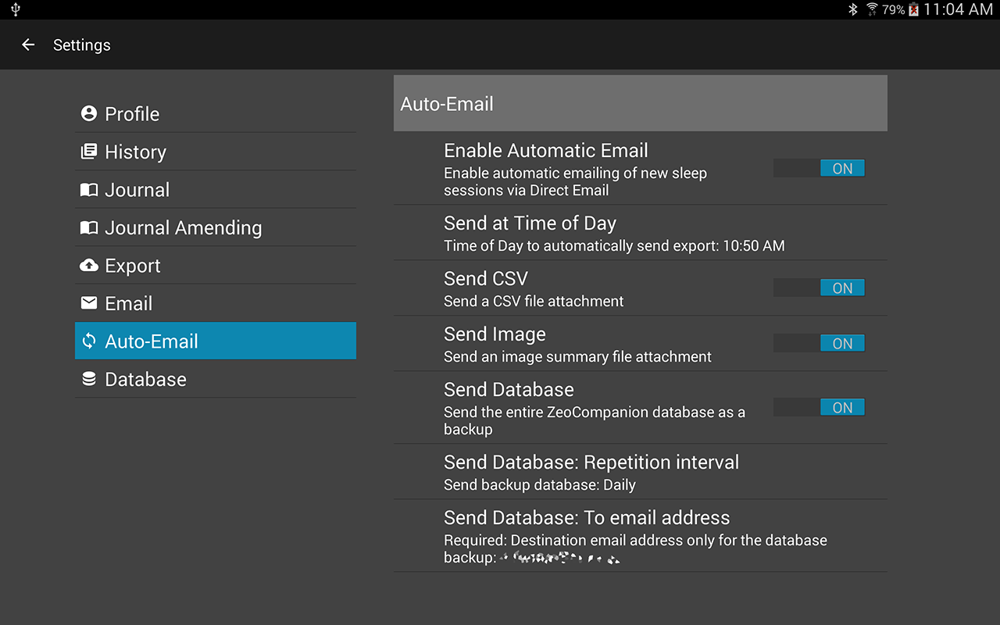 79% 11:04 AM
Settings
Profile
History
Journal
Journal Amending
Export
Email
Auto-Email
Database
Auto-Email
Enable Automatic Email
Enable automatic emailing of new sleep
sessions via Direct Email
ON
Send at Time of Day
Time of Day to automatically send export: 10:50 AM
Send CSV
Send a CSV file attachment
ON
Send Image
Send an image summary file attachment
ON
Send Database
Send the entire ZeoCompanion database as a
backup
ON
Send Database: Repetition interval
Send backup database: Daily
Send Database: To email address
Required: Destination email address only for the database
backup: